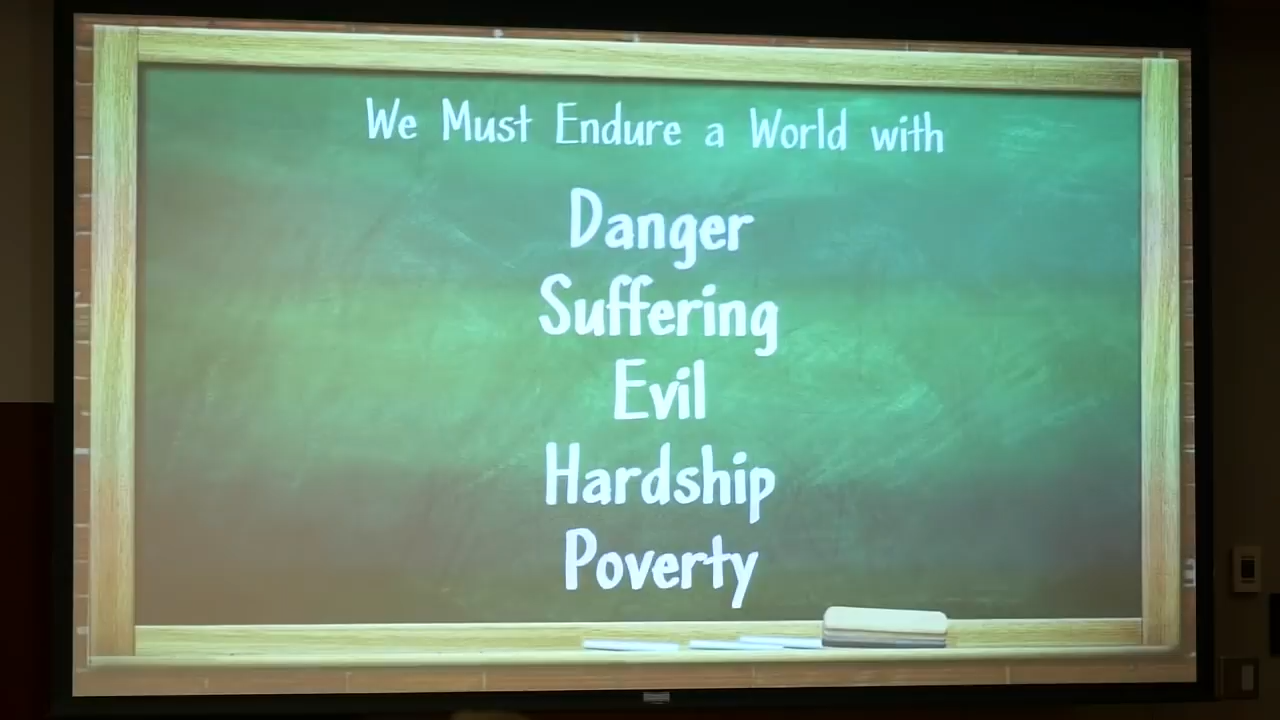 We Must Endure a World with
Danger
Suffering
Evil
Hardship
Poverty